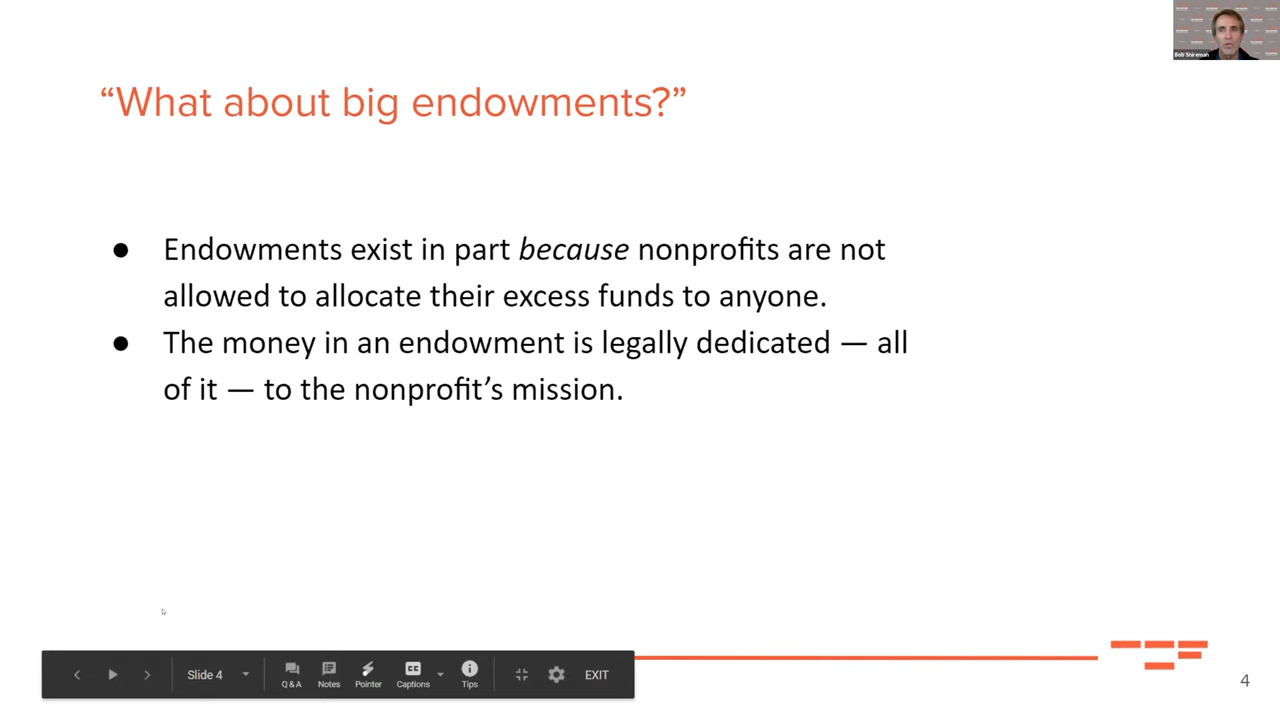 Bob Shireman
“What about big endowments?”
● Endowments exist in part because nonprofits are not
allowed to allocate their excess funds to anyone.
● The money in an endowment is legally dedicated — all
of it — to the nonprofit’s mission.
Slide 4
Q & A
Notes
Pointer
Captions
Tips
EXIT
4